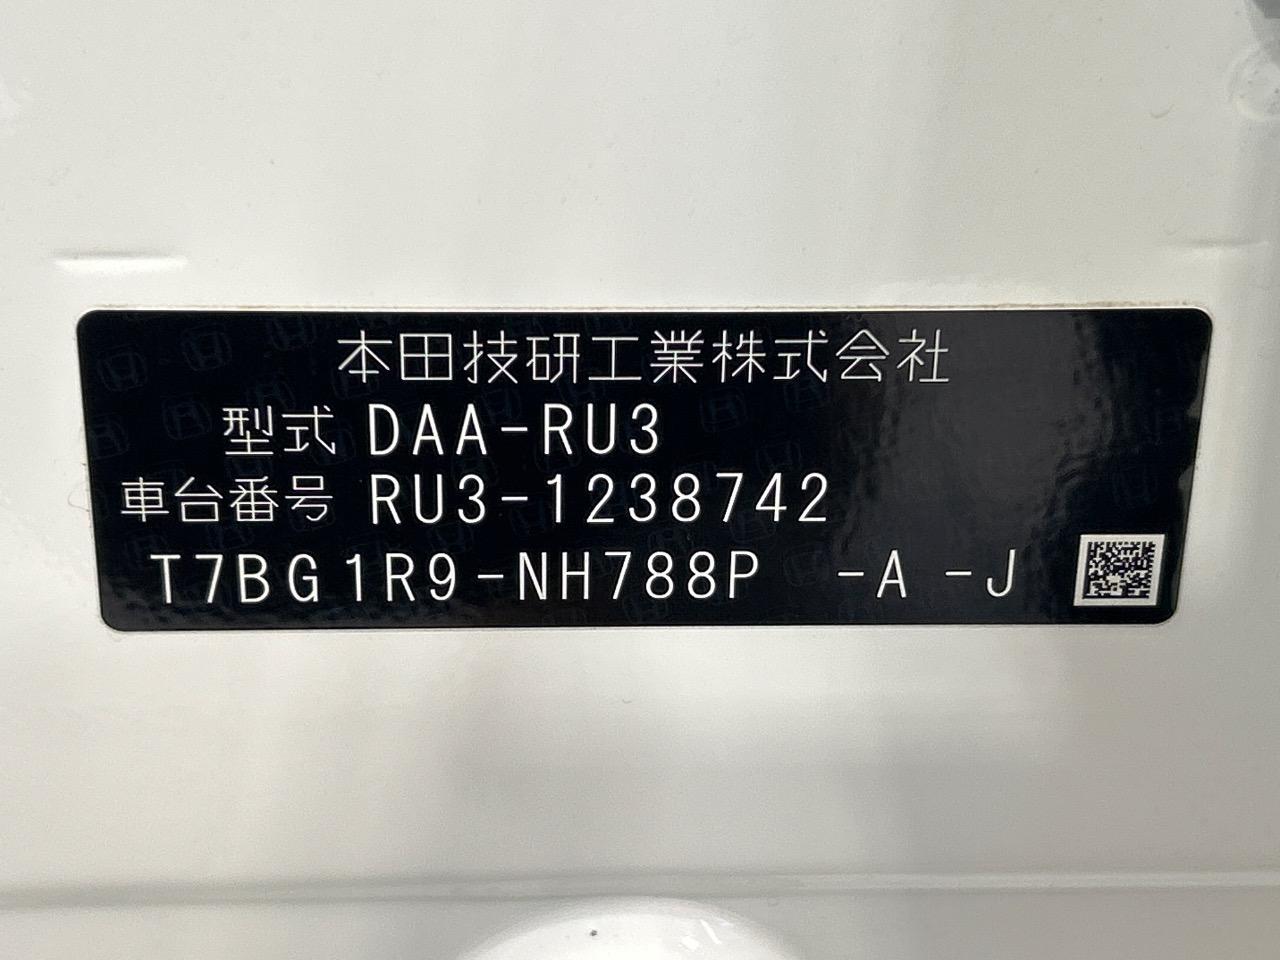 本田技研工業株式会社
型式 DAA-RU3
車台番号 RU3-1238742
T7BG1R9-NH788P -A -J